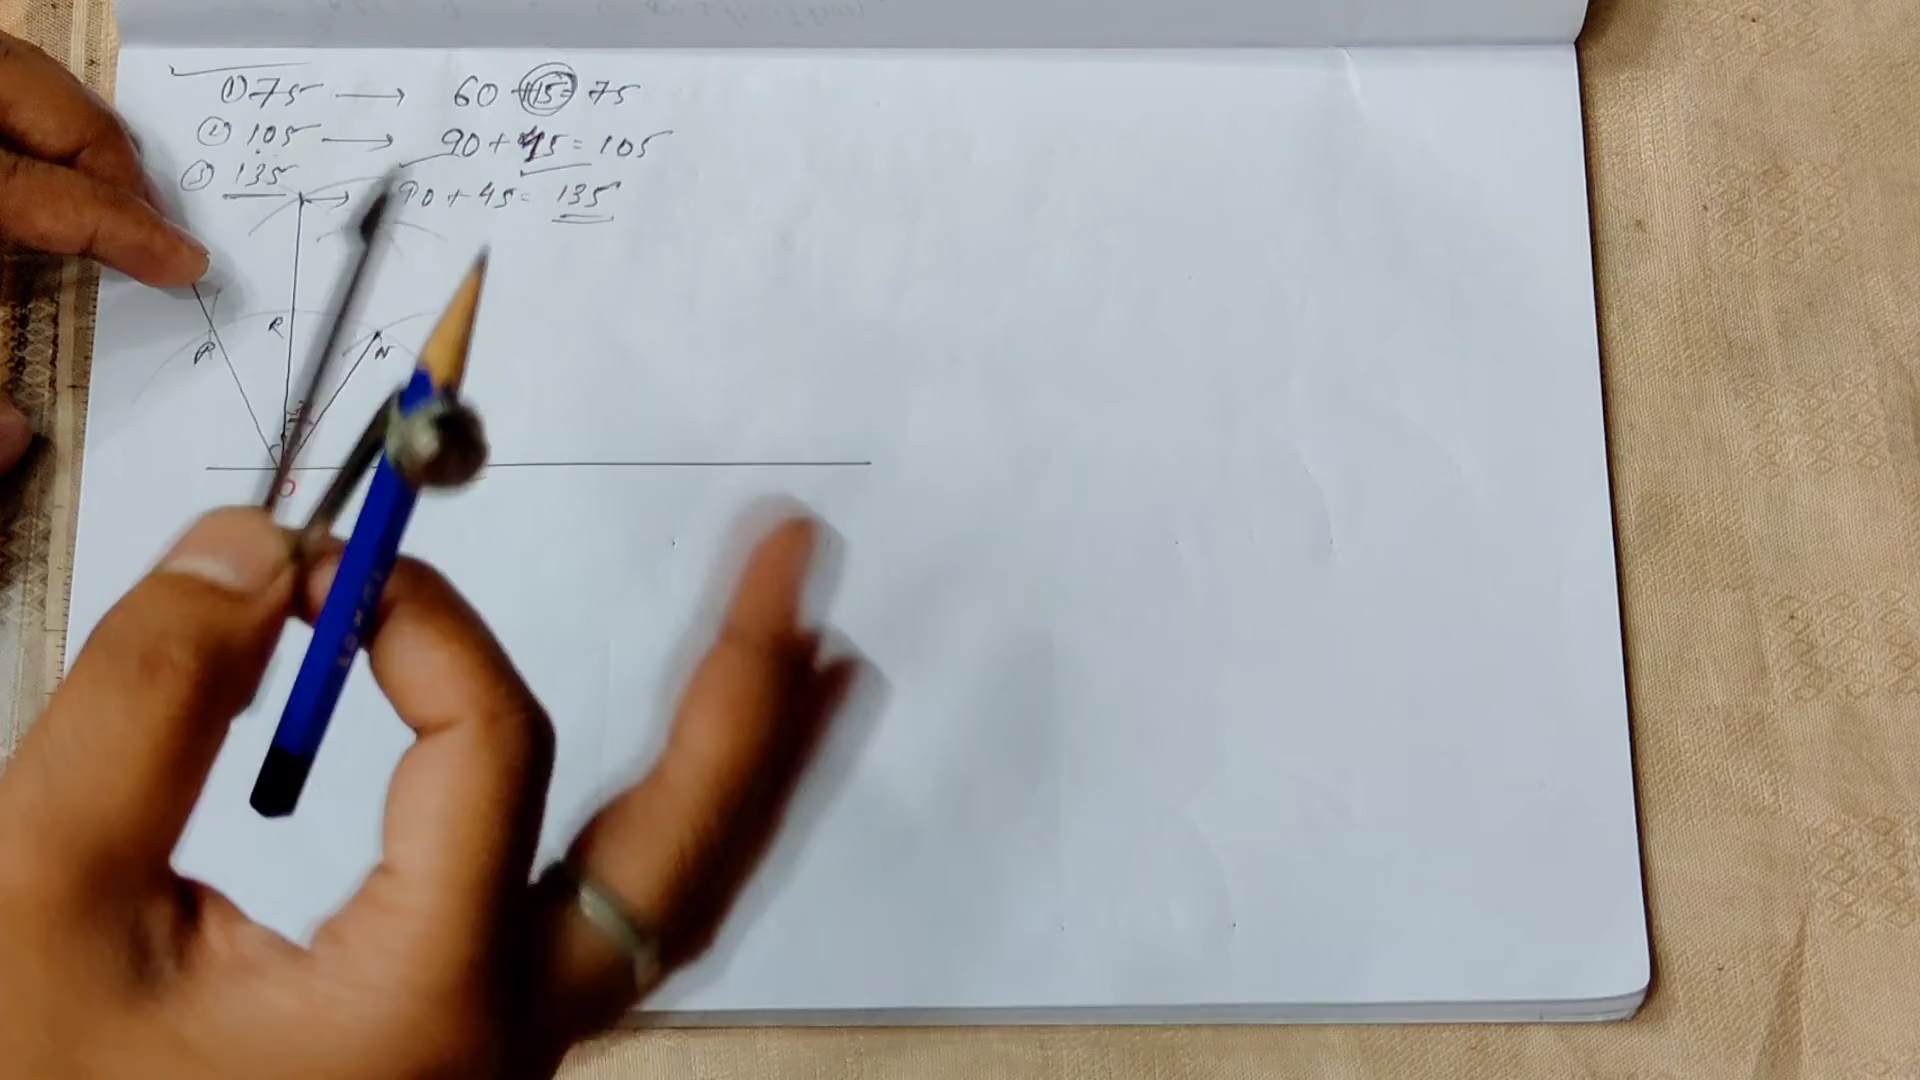 ① 75 → 60 +15= 75
② 105 → 90 + 15 = 105
③ 135 → 90 + 45 = 135
R
R
N
O